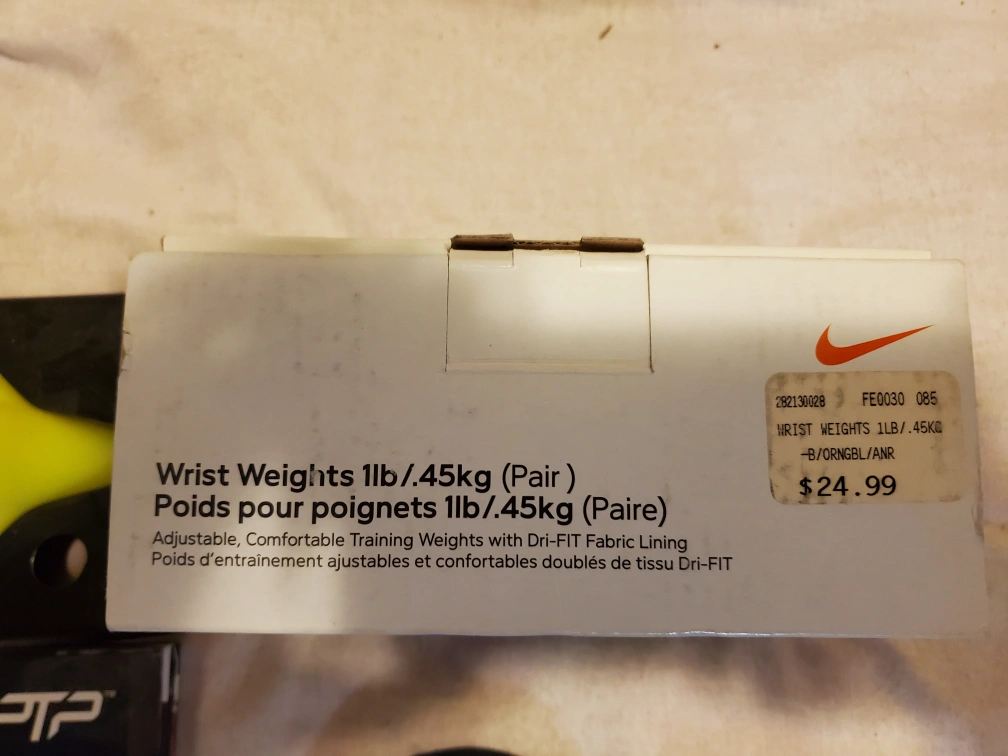 282130028 FE0030 085
WRIST WEIGHTS 1LB/.45KG
-B/ORNGBL/ANR
$24.99
Wrist Weights 1lb/.45kg (Pair )
Poids pour poignets 1lb/.45kg (Paire)
Adjustable, Comfortable Training Weights with Dri-FIT Fabric Lining
Poids d'entraînement ajustables et confortables doublés de tissu Dri-FIT
PTP™